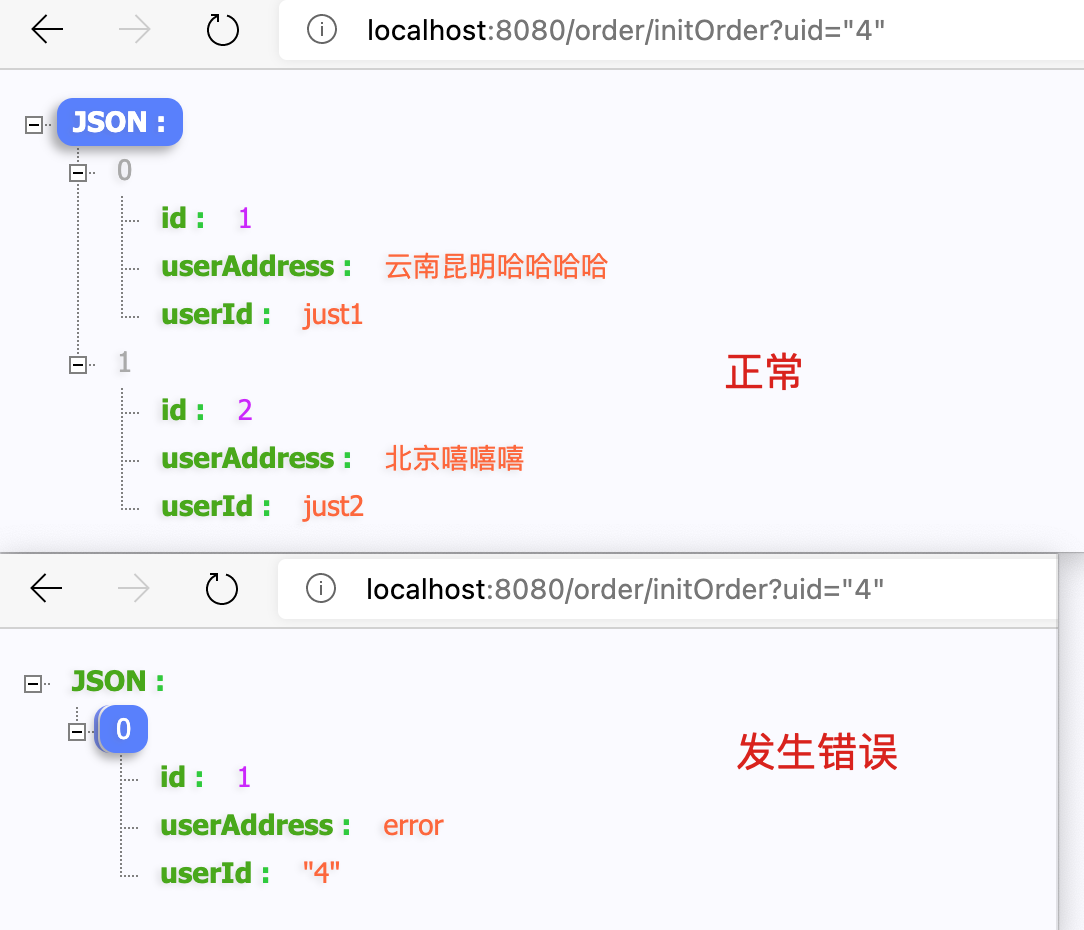 localhost:8080/order/initOrder?uid="4"
JSON :
0
id : 1
userAddress : 云南昆明哈哈哈哈
userId : just1
1
正常
id : 2
userAddress : 北京嘻嘻嘻
userId : just2
localhost:8080/order/initOrder?uid="4"
JSON :
0
发生错误
id : 1
userAddress : error
userId : "4"